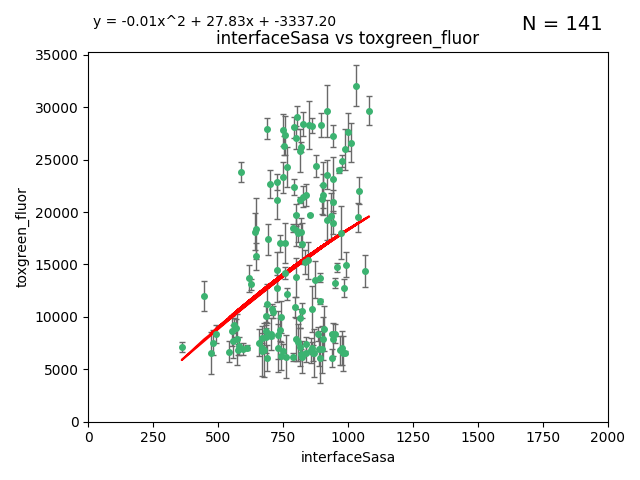 y = -0.01x^2 + 27.83x + -3337.20
N = 141
interfaceSasa vs toxgreen_fluor
35000
30000
25000
20000
15000
10000
5000
0
toxgreen_fluor
0 250 500 750 1000 1250 1500 1750 2000
interfaceSasa